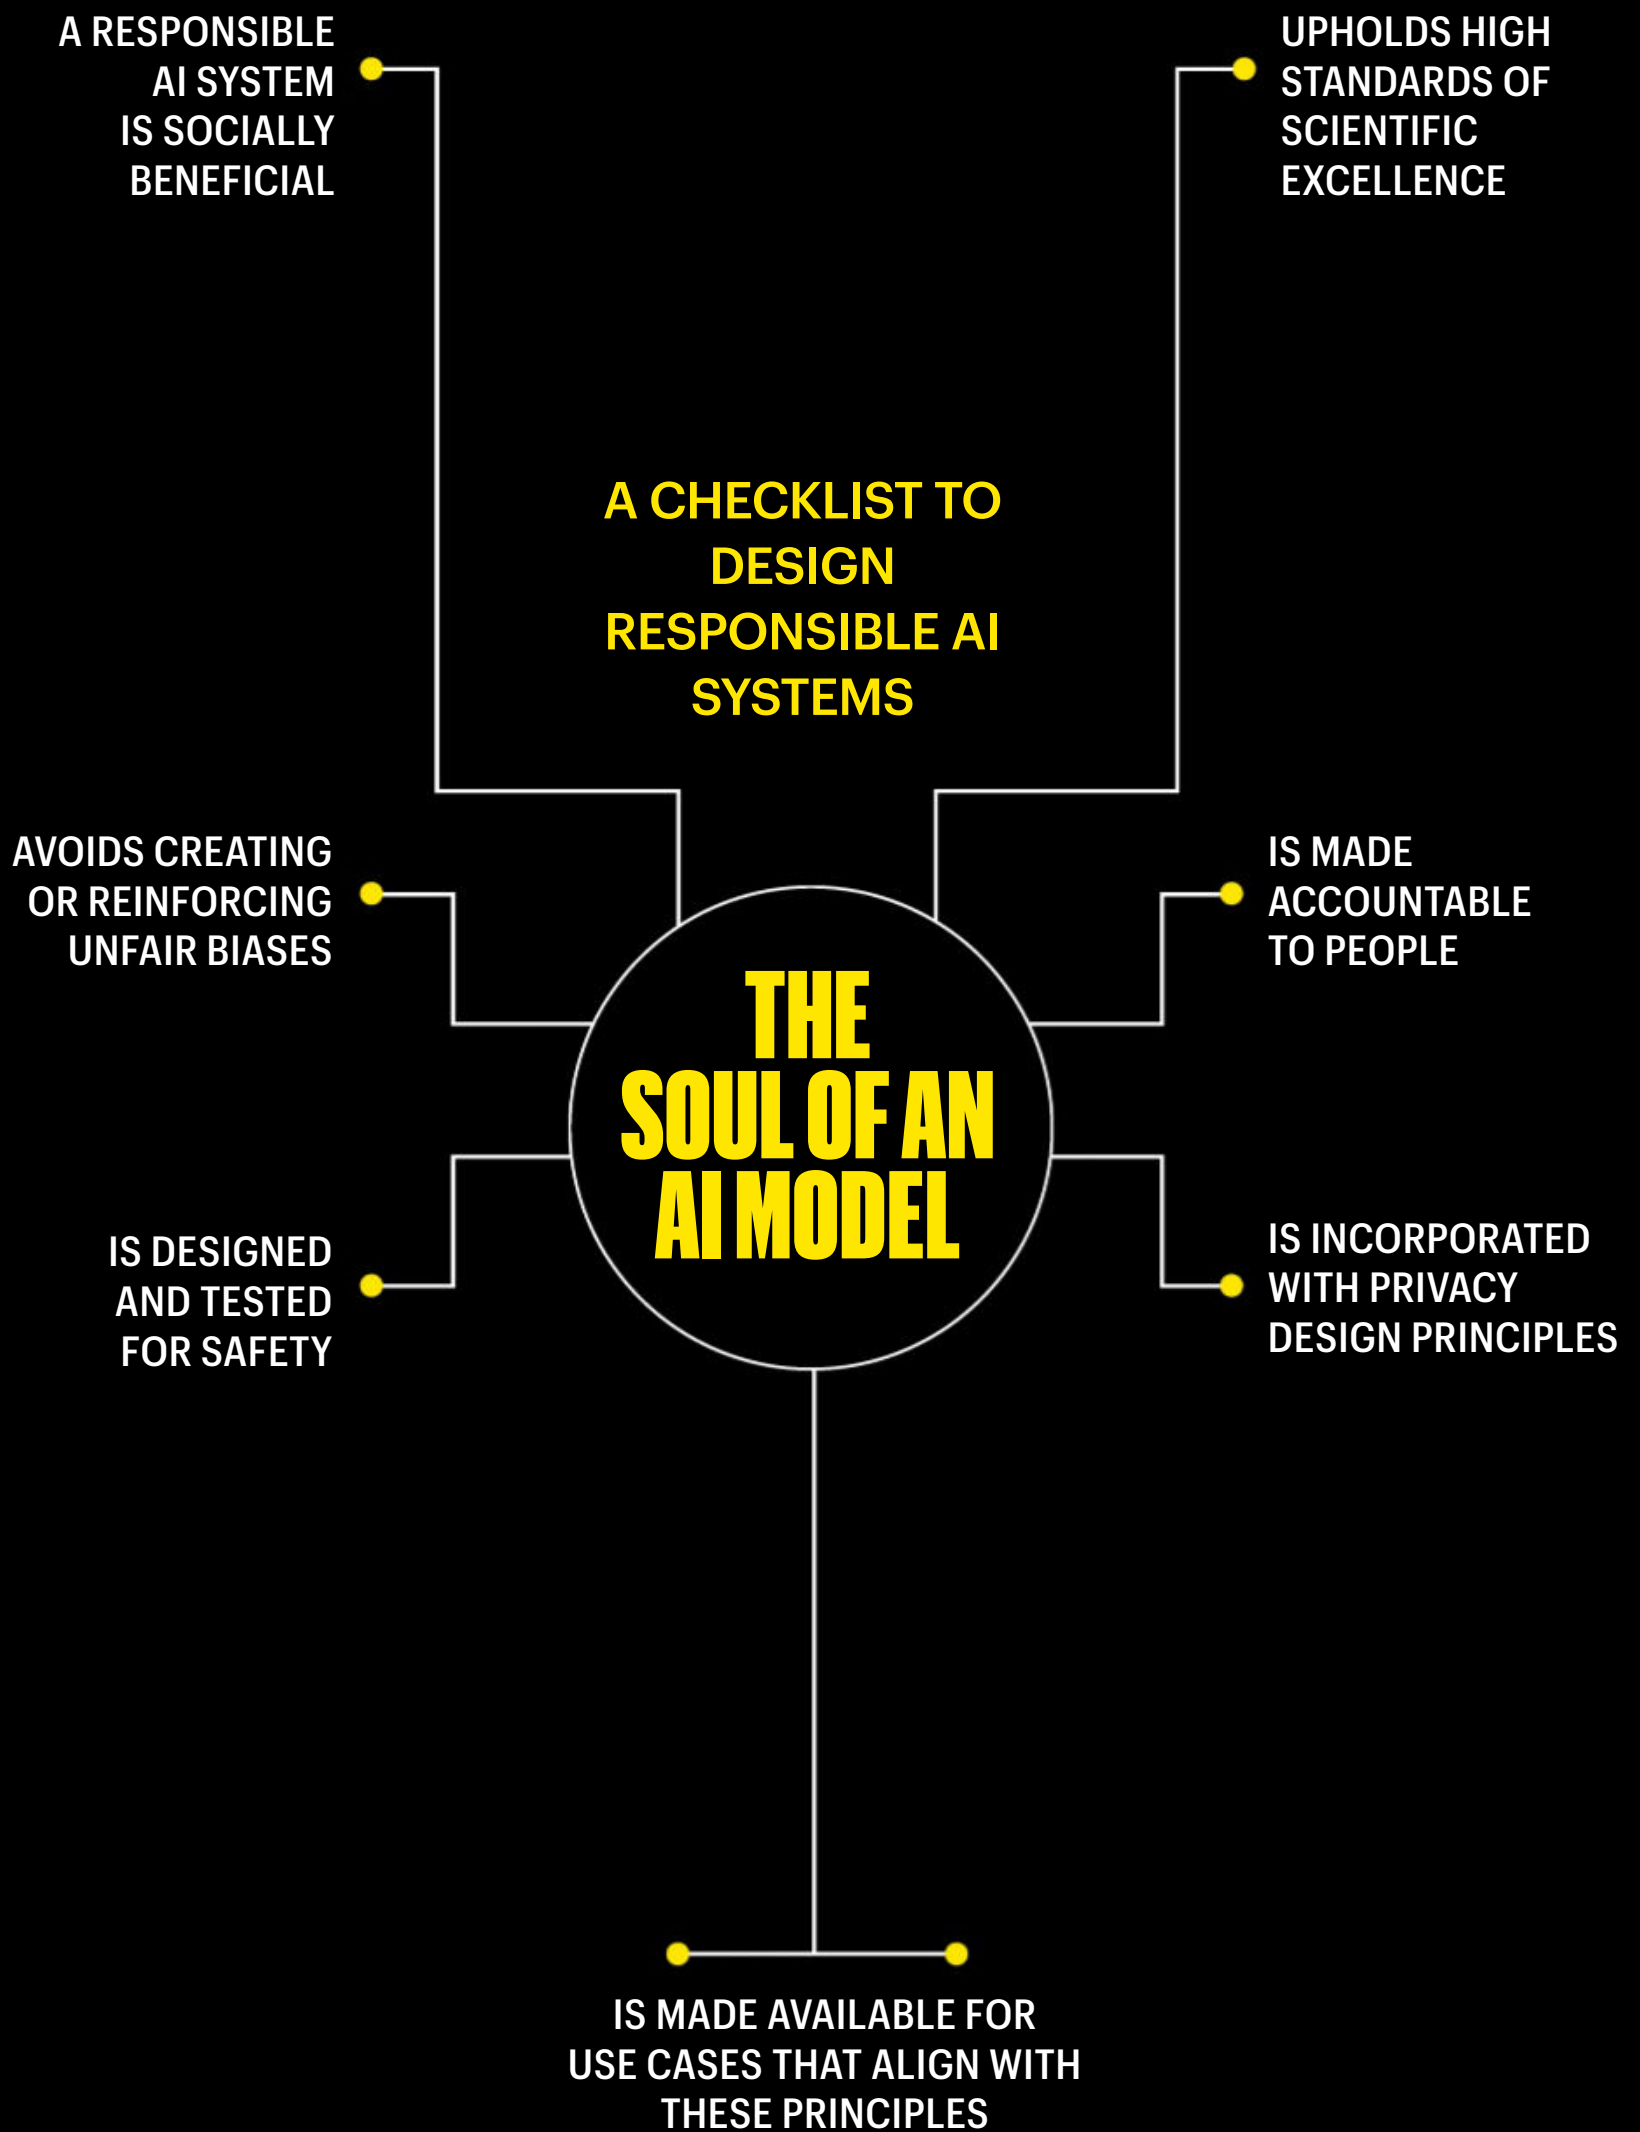 A RESPONSIBLE
AI SYSTEM
IS SOCIALLY
BENEFICIAL
UPHOLDS HIGH
STANDARDS OF
SCIENTIFIC
EXCELLENCE
A CHECKLIST TO
DESIGN
RESPONSIBLE AI
SYSTEMS
AVOIDS CREATING
OR REINFORCING
UNFAIR BIASES
IS MADE
ACCOUNTABLE
TO PEOPLE
THE
SOUL OF AN
AI MODEL
IS DESIGNED
AND TESTED
FOR SAFETY
IS INCORPORATED
WITH PRIVACY
DESIGN PRINCIPLES
IS MADE AVAILABLE FOR
USE CASES THAT ALIGN WITH
THESE PRINCIPLES